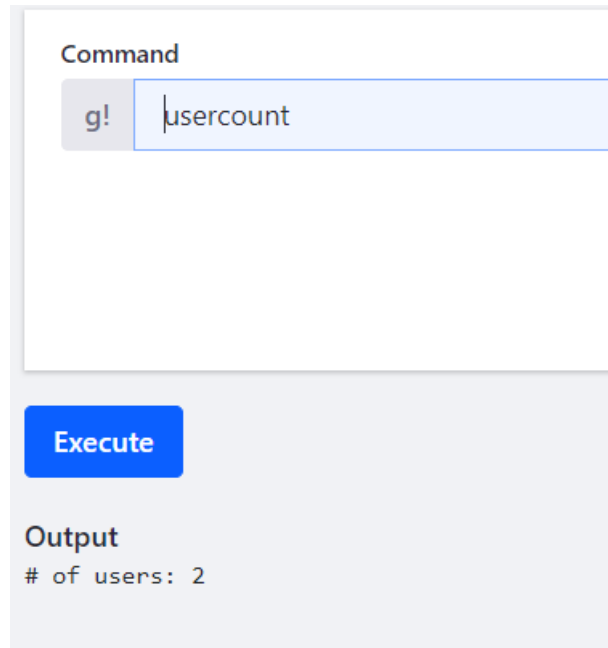 Command
g! usercount
Execute
Output
# of users: 2